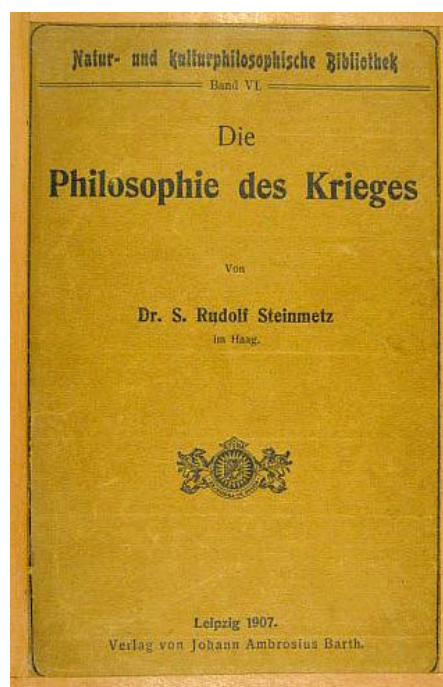 Natur- und kulturphilosophische Bibliothek
Band VI.
Die
Philosophie des Krieges
Von
Dr. S. Rudolf Steinmetz
im Haag.
Leipzig 1907.
Verlag von Johann Ambrosius Barth.